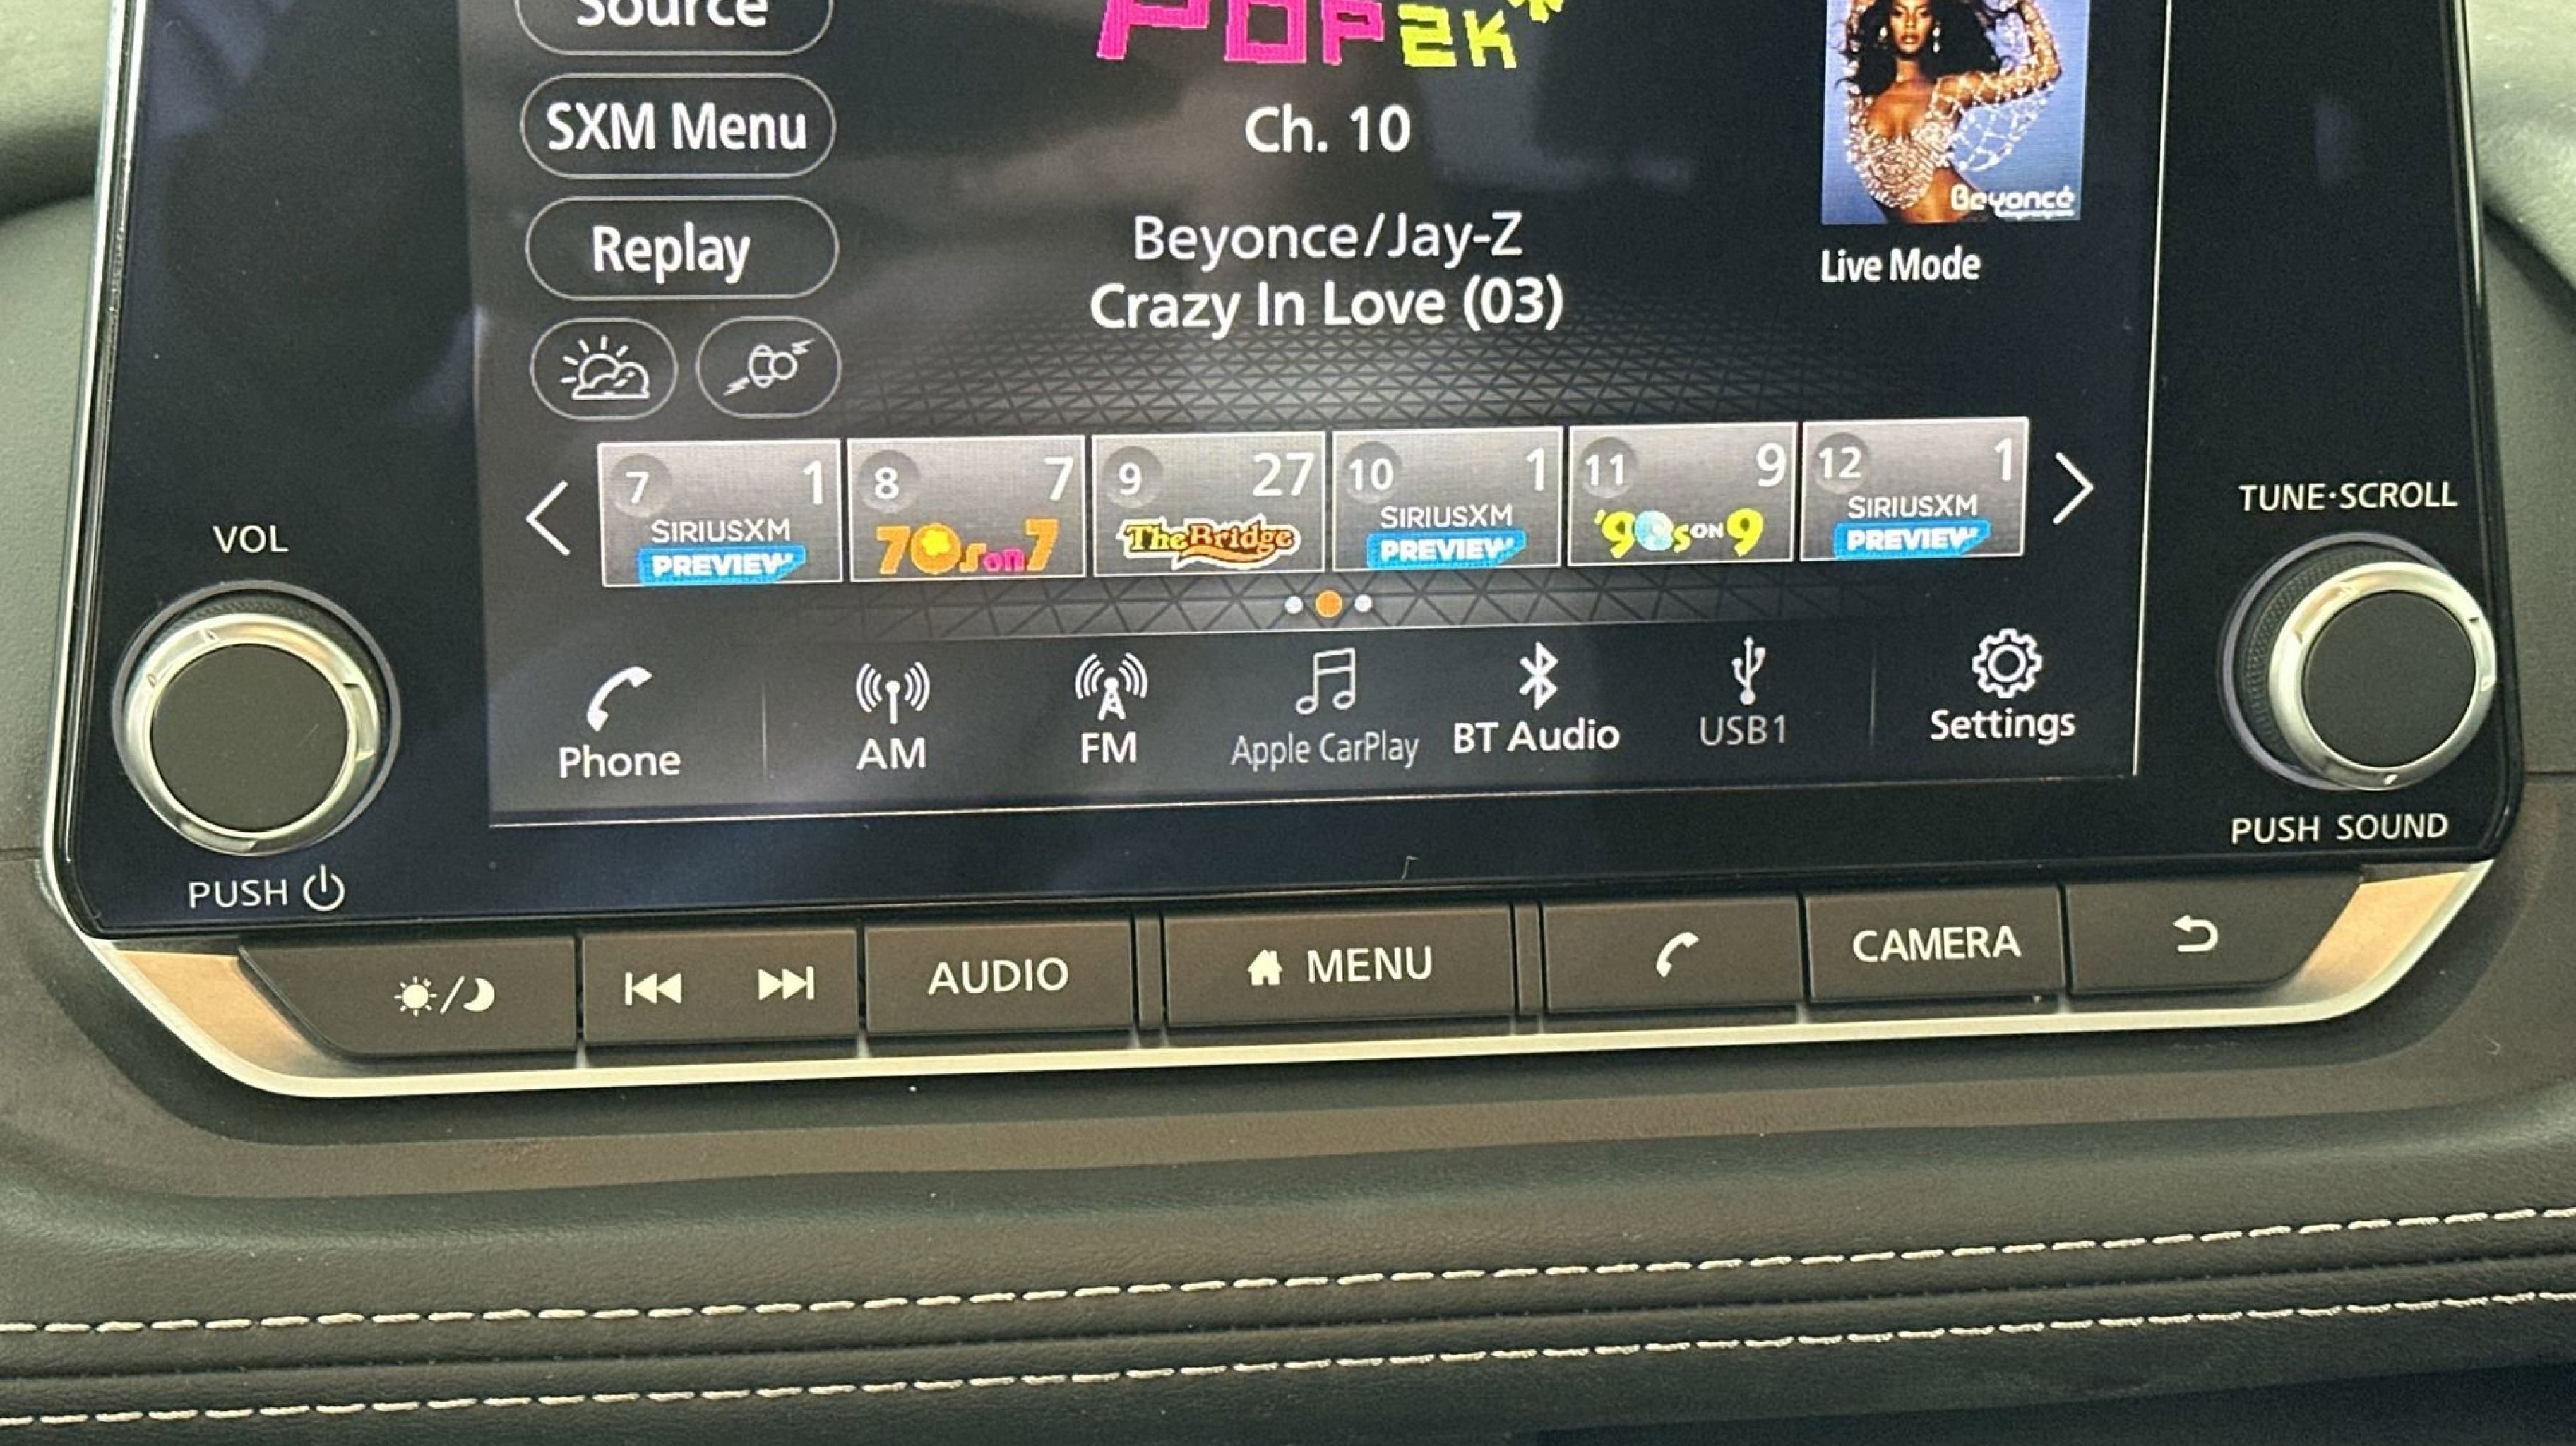 Source
POP2K
SXM Menu
Ch. 10
Beyoncé
Replay
Beyonce/Jay-Z
Live Mode
Crazy In Love (03)
7 1
SIRIUSXM
PREVIEW
8 7
70s on 7
9 27
The Bridge
10 1
SIRIUSXM
PREVIEW
11 9
'90s ON 9
12 1
SIRIUSXM
PREVIEW
VOL
TUNE·SCROLL
Phone
AM
FM
Apple CarPlay
BT Audio
USB1
Settings
PUSH
PUSH SOUND
AUDIO
MENU
CAMERA